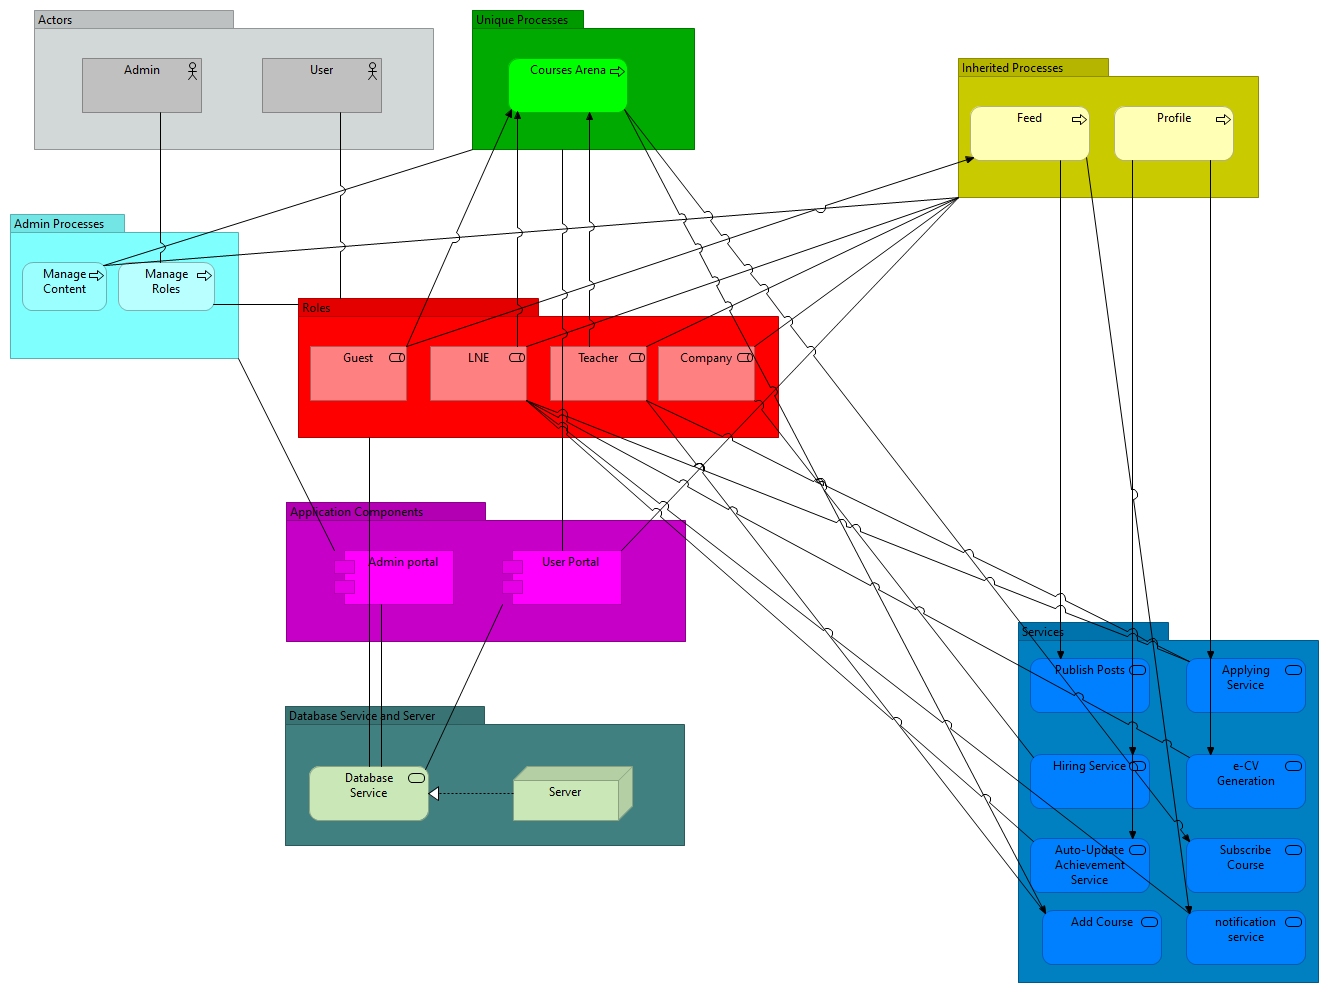 Actors
Admin
User
Unique Processes
Courses Arena
Inherited Processes
Feed
Profile
Admin Processes
Manage
Content
Manage
Roles
Roles
Guest
LNE
Teacher
Company
Application Components
Admin portal
User Portal
Services
Publish Posts
Applying
Service
Hiring Service
e-CV
Generation
Auto-Update
Achievement
Service
Subscribe
Course
Add Course
notification
service
Database Service and Server
Database
Service
Server